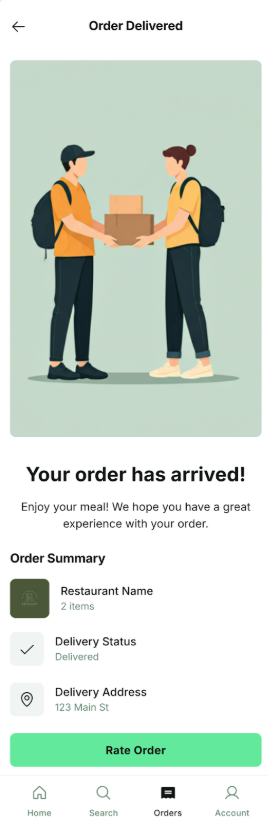 Order Delivered
Your order has arrived!
Enjoy your meal! We hope you have a great
experience with your order.
Order Summary
Restaurant Name
2 items
Delivery Status
Delivered
Delivery Address
123 Main St
Rate Order
Home
Search
Orders
Account